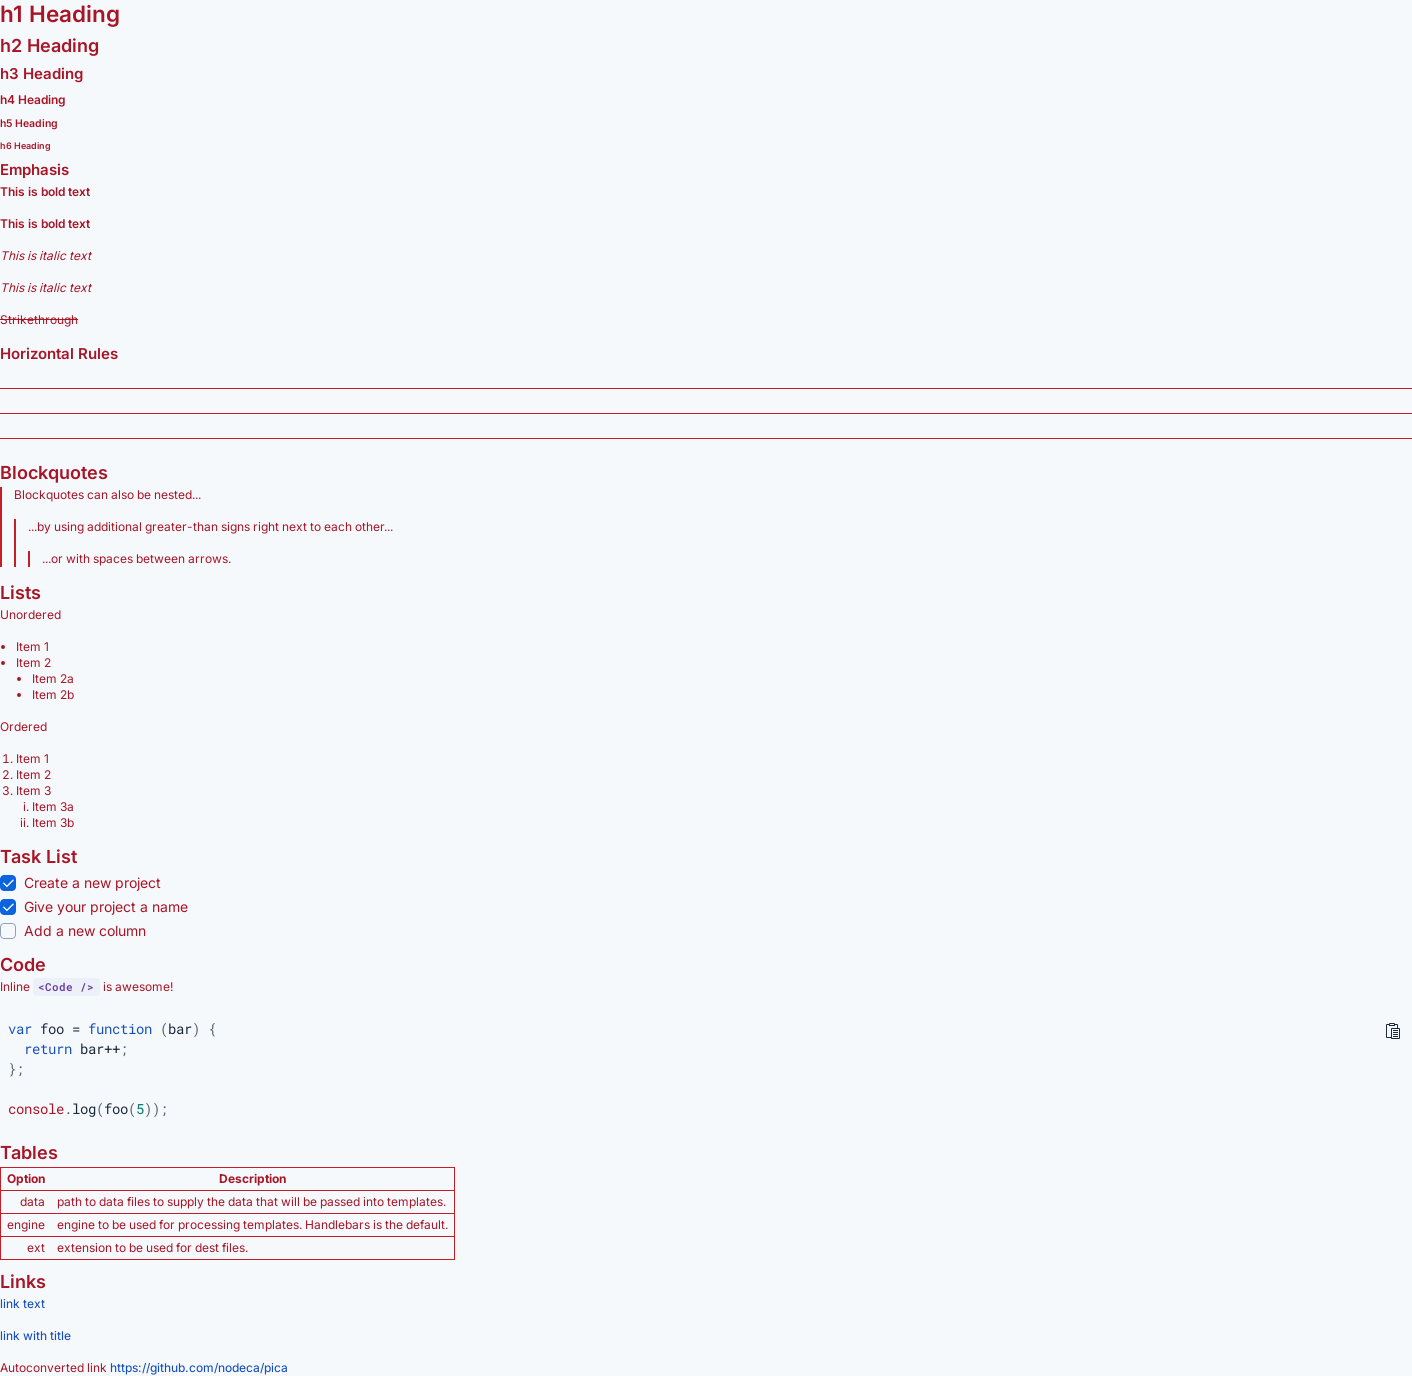 h1 Heading
h2 Heading
h3 Heading
h4 Heading
h5 Heading
h6 Heading
Emphasis
This is bold text
This is bold text
This is italic text
This is italic text
Strikethrough
Horizontal Rules
Blockquotes
Blockquotes can also be nested...
...by using additional greater-than signs right next to each other...
...or with spaces between arrows.
Lists
Unordered
• Item 1
• Item 2
• Item 2a
• Item 2b
Ordered
1. Item 1
2. Item 2
3. Item 3
i. Item 3a
ii. Item 3b
Task List
Create a new project
Give your project a name
Add a new column
Code
Inline <Code /> is awesome!
var foo = function (bar) {
  return bar++;
};
console.log(foo(5));
Tables
Option Description
data path to data files to supply the data that will be passed into templates.
engine engine to be used for processing templates. Handlebars is the default.
ext extension to be used for dest files.
Links
link text
link with title
Autoconverted link https://github.com/nodeca/pica